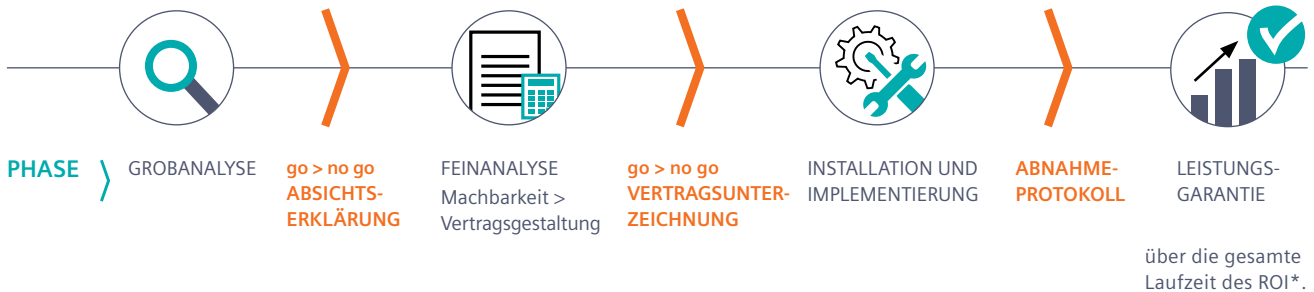 PHASE
GROBANALYSE
go > no go
ABSICHTS-
ERKLÄRUNG
FEINANALYSE
Machbarkeit >
Vertragsgestaltung
go > no go
VERTRAGSUNTER-
ZEICHNUNG
INSTALLATION UND
IMPLEMENTIERUNG
ABNAHME-
PROTOKOLL
LEISTUNGS-
GARANTIE
über die gesamte
Laufzeit des ROI*.